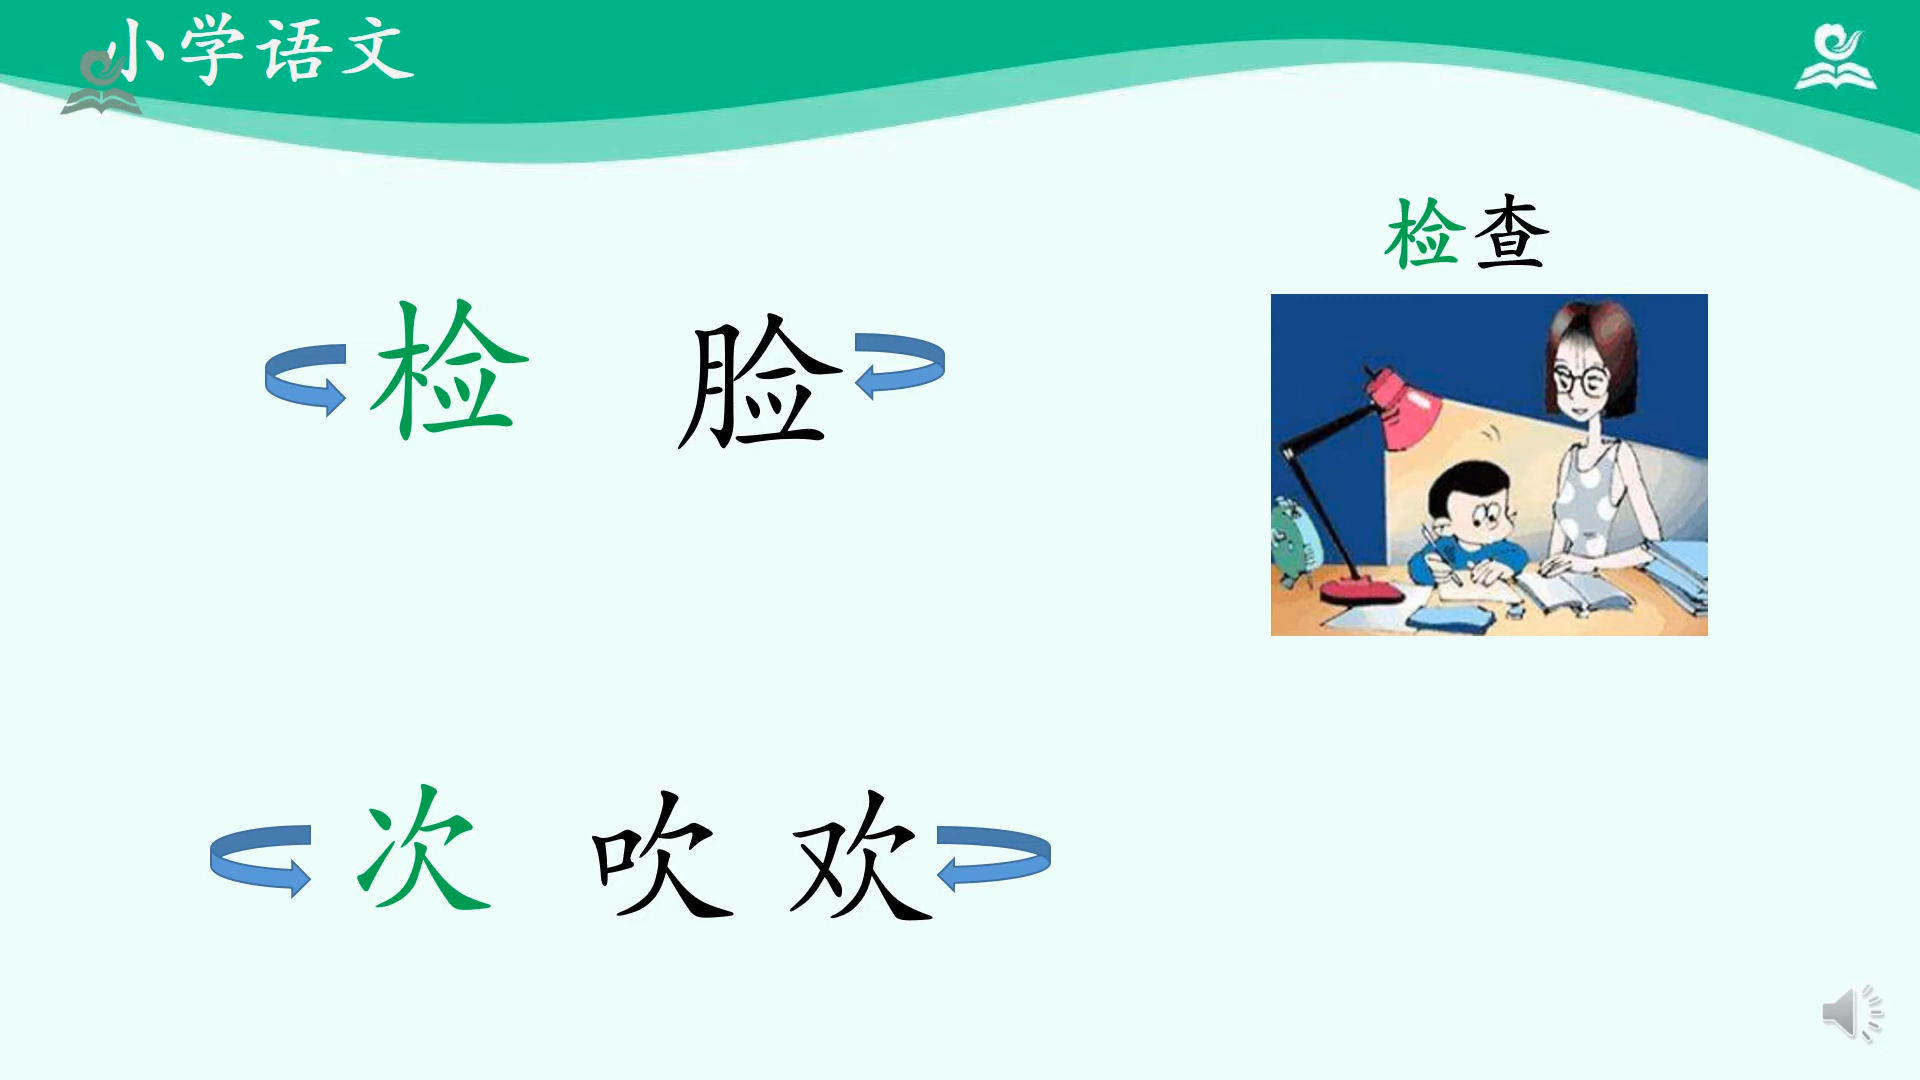 小学语文
检查
检 脸
次 吹 欢